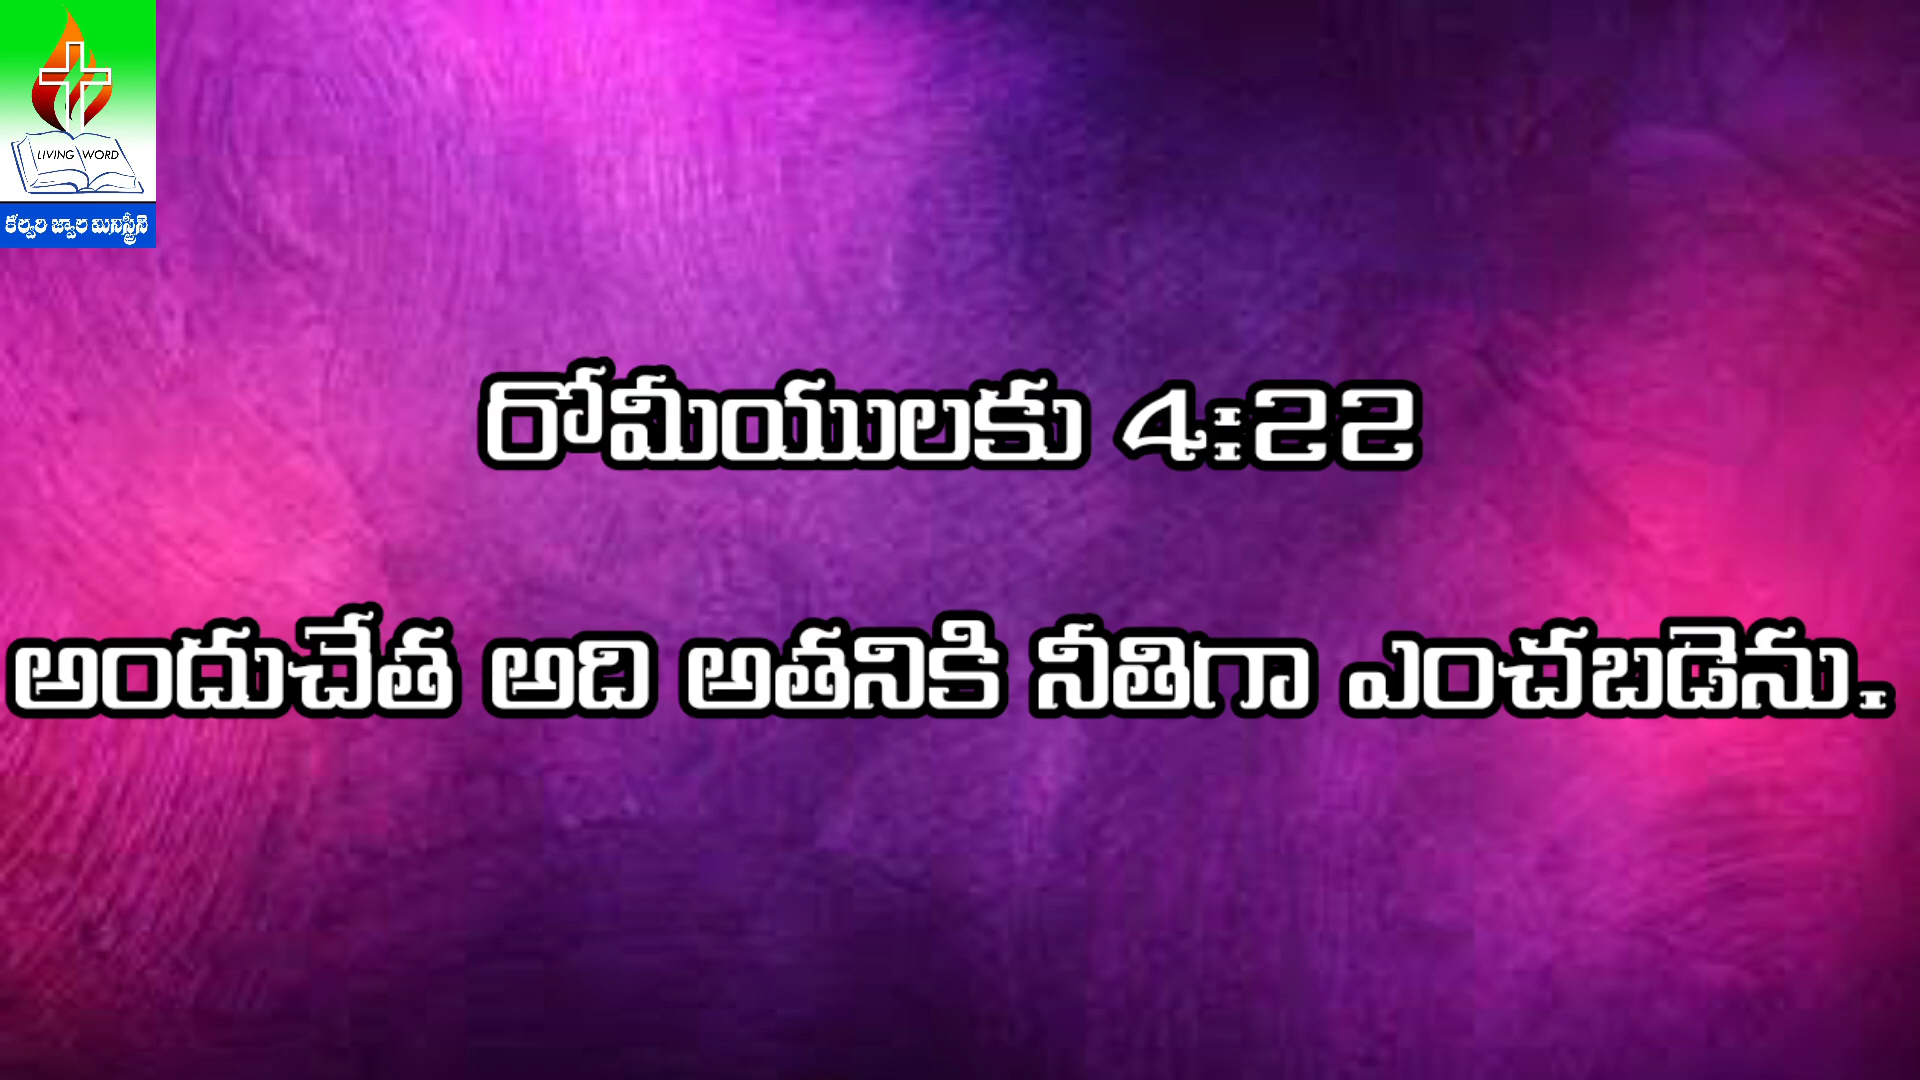 LIVING WORD
కల్వరి జ్వాల మినిస్ట్రీస్
రోమీయులకు 4:22
అందుచేత అది అతనికి నీతిగా ఎంచబడెను.